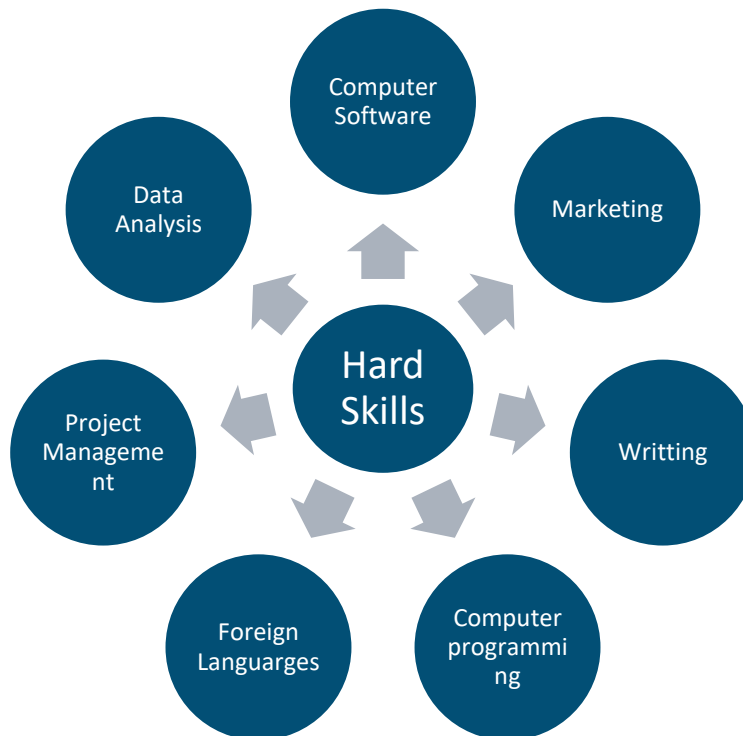 Computer
Software
Data
Analysis
Marketing
Hard
Skills
Project
Manageme
nt
Writting
Foreign
Languarges
Computer
programmi
ng